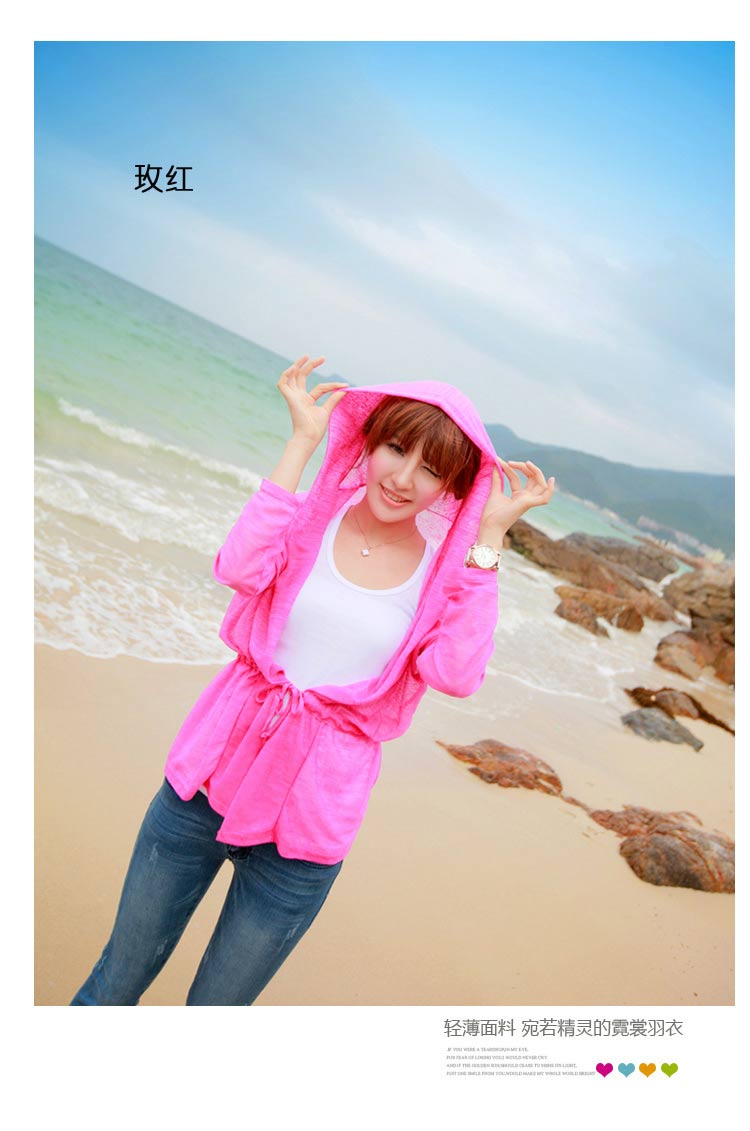 玫红
轻薄面料 宛若精灵的霓裳羽衣
IF YOU WERE A TEARDROP;IN MY EYE,
FOR FEAR OF LOSING YOU,I WOULD NEVER CRY
AND IF THE GOLDEN SUN,SHOULD CEASE TO SHINE ITS LIGHT,
JUST ONE SMILE FROM YOU,WOULD MAKE MY WHOLE WORLD BRIGHT